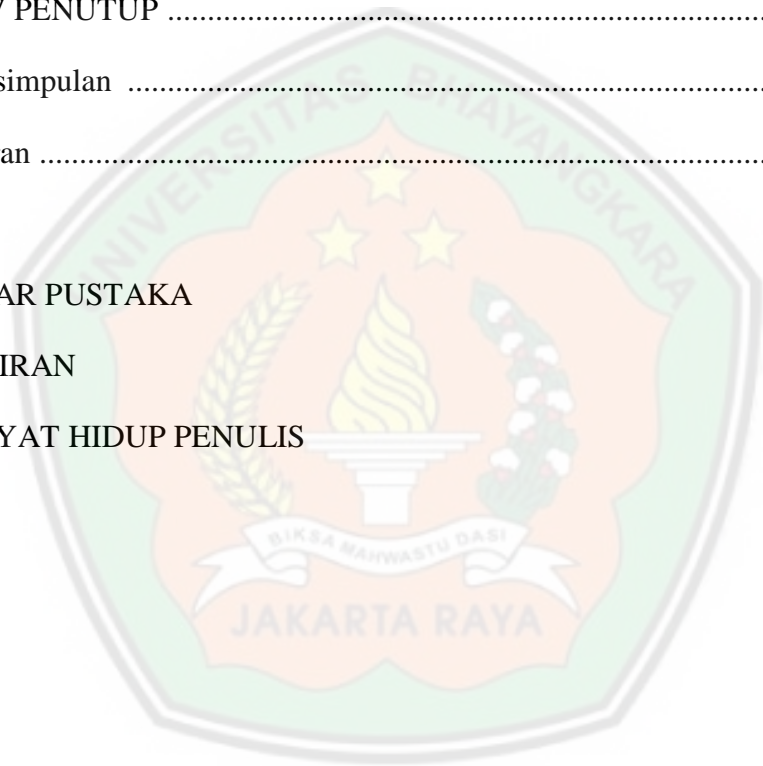 PENUTUP ........................................................................
simpulan ........................................................................
an ........................................................................
AR PUSTAKA
IRAN
YAT HIDUP PENULIS
UNIVERSITAS BHAYANGKARA
BIKSA MAHWASTU DASI
JAKARTA RAYA